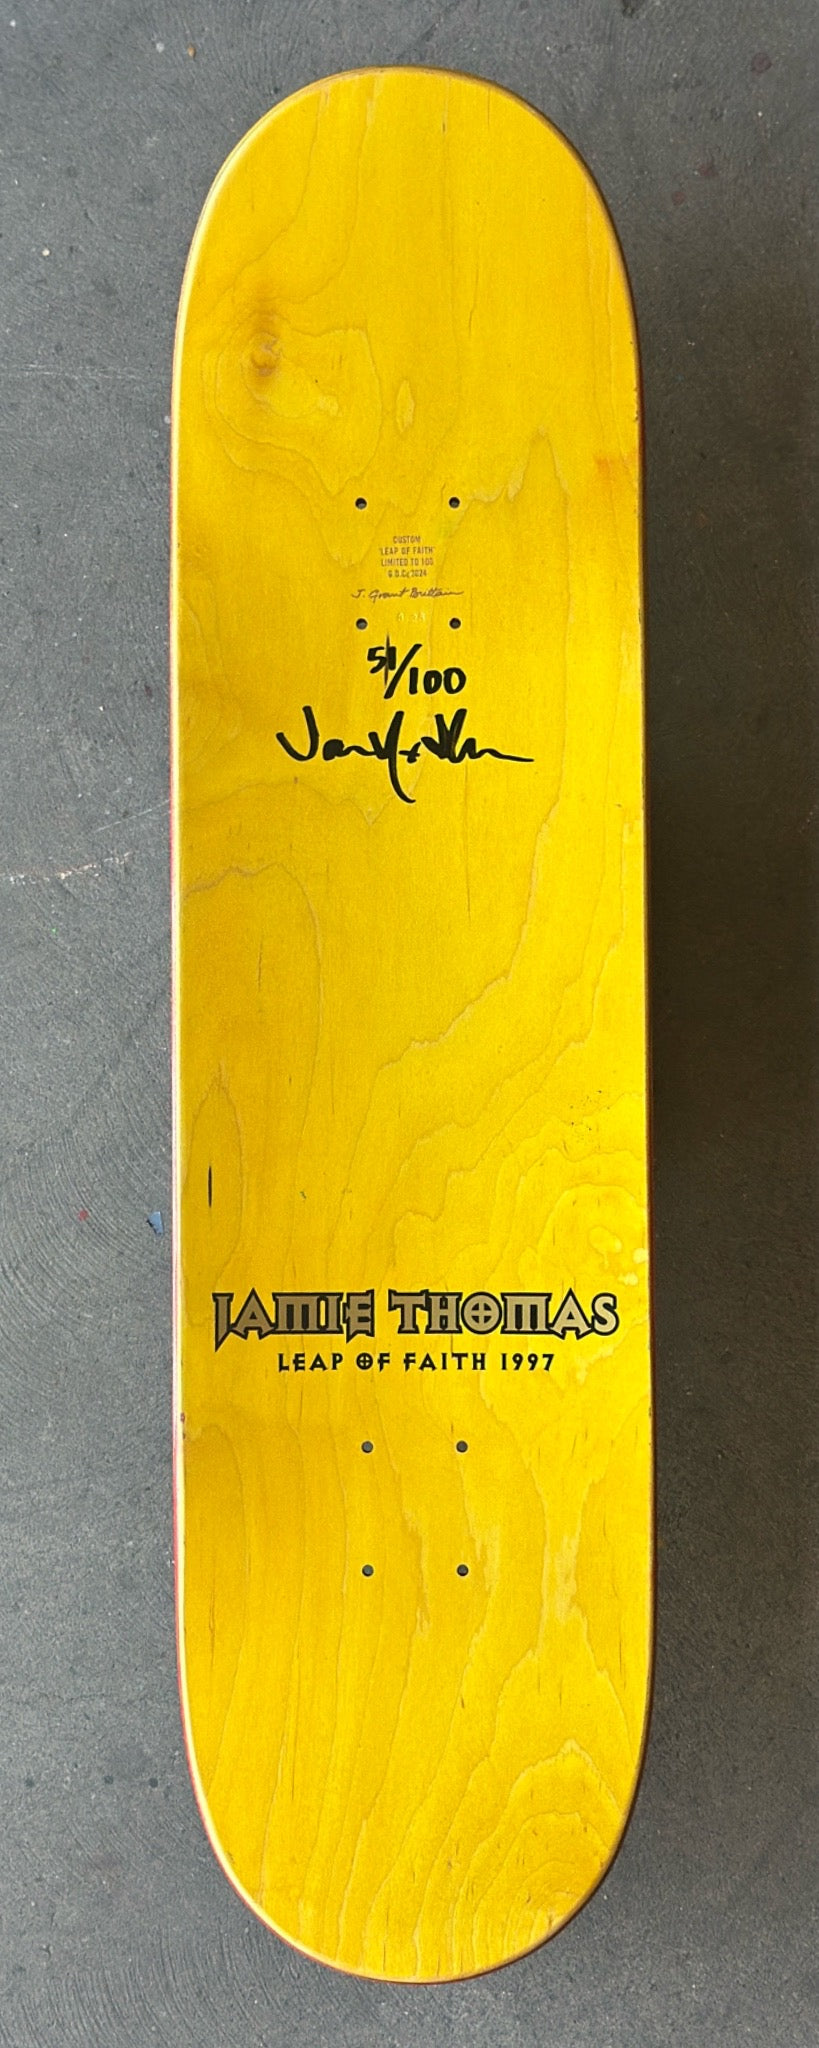 CUSTOM
'LEAP OF FAITH'
LIMITED TO 100
J. Grant Brittain
51/100
JAMIE THOMAS
LEAP OF FAITH 1997